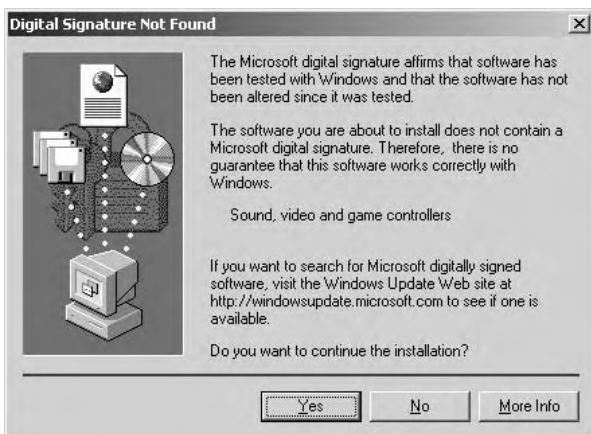 Digital Signature Not Found
The Microsoft digital signature affirms that software has
been tested with Windows and that the software has not
been altered since it was tested.
The software you are about to install does not contain a
Microsoft digital signature. Therefore, there is no
guarantee that this software works correctly with
Windows.
Sound, video and game controllers
If you want to search for Microsoft digitally signed
software, visit the Windows Update Web site at
http://windowsupdate.microsoft.com to see if one is
available.
Do you want to continue the installation?
Yes
No
More Info